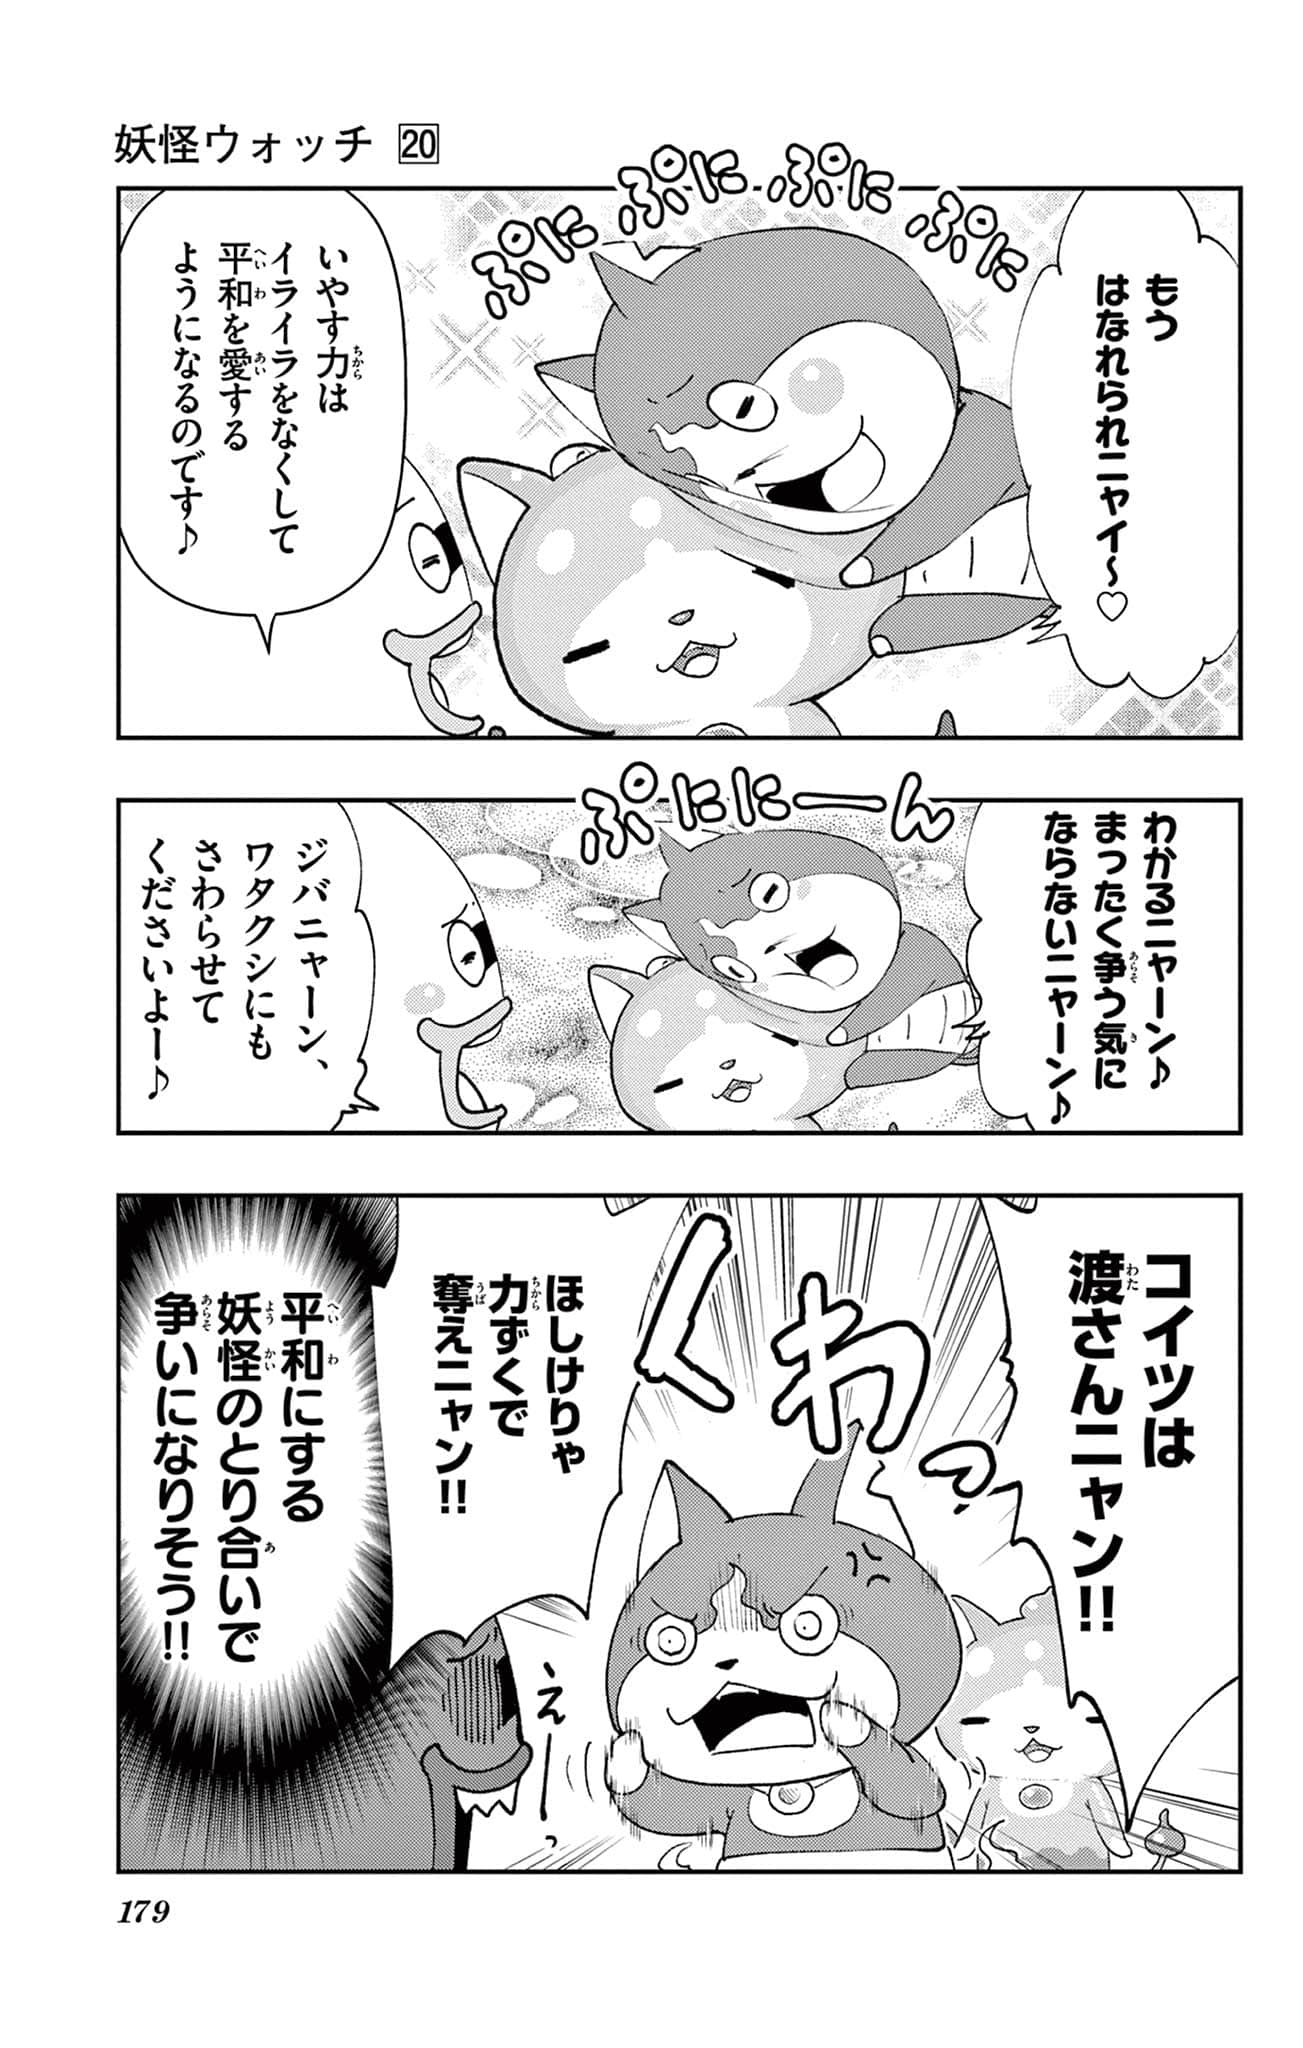 妖怪ウォッチ 20
もう
はなれられニャイ～♡
ぷにぷにぷにぷに
いやす力は
イライラをなくして
平和を愛する
ようになるのです♪
わかるニャーン♪
まったく争う気に
ならないニャーン♪
ぷににーーん
ジバニャーン、
ワタクシにも
さわらせて
くださいよー♪
コイツは
渡さんニャン!!
くわっ
ほしけりゃ
力ずくで
奪えニャン!!
えーっ
平和にする
妖怪のとり合いで
争いになりそう!!
179